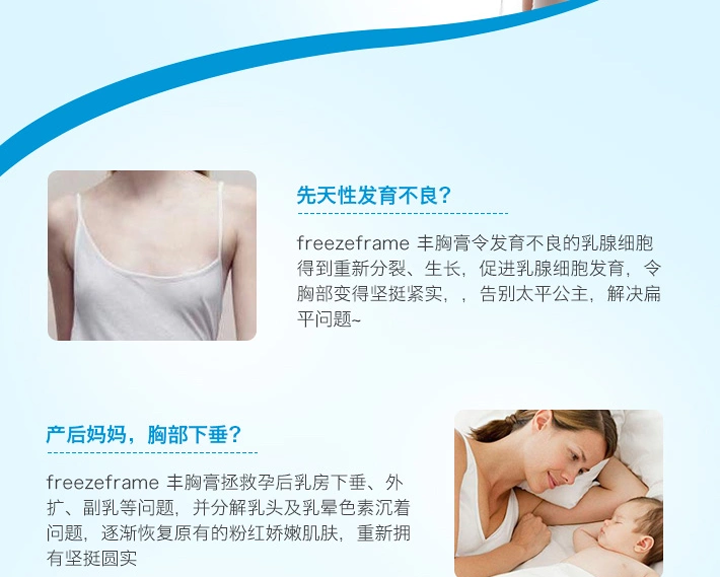 先天性发育不良?
freezeframe 丰胸膏令发育不良的乳腺细胞
得到重新分裂、生长，促进乳腺细胞发育，令
胸部变得坚挺紧实，，告别太平公主，解决扁
平问题~
产后妈妈，胸部下垂?
freezeframe 丰胸膏拯救孕后乳房下垂、外
扩、副乳等问题，并分解乳头及乳晕色素沉着
问题，逐渐恢复原有的粉红娇嫩肌肤，重新拥
有坚挺圆实